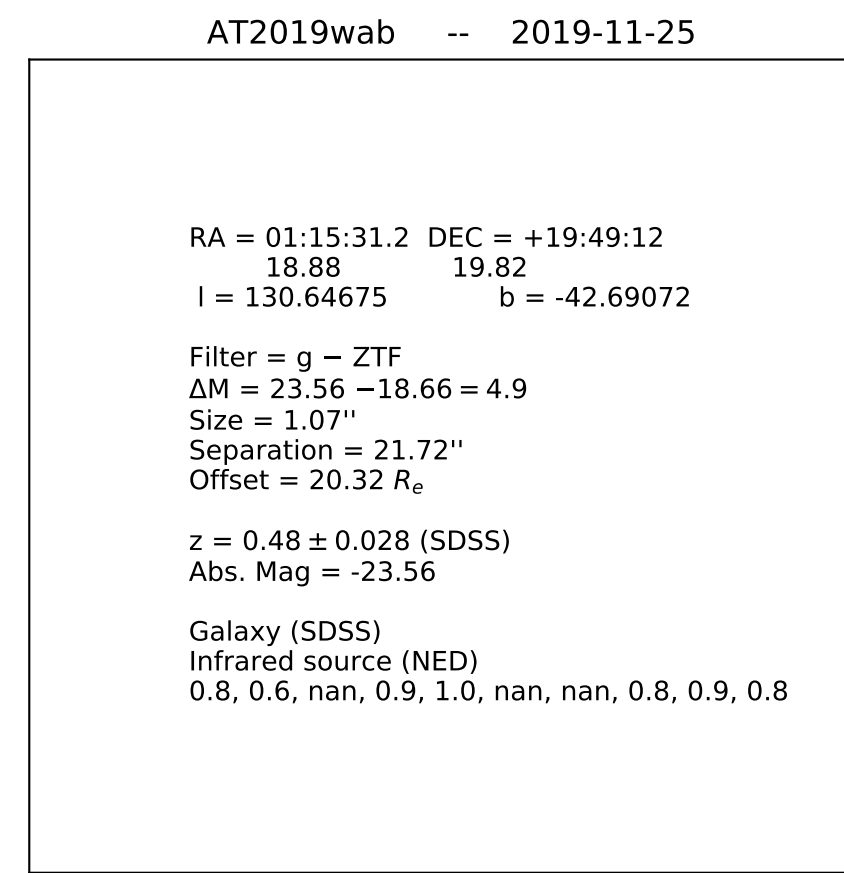 AT2019wab -- 2019-11-25
RA = 01:15:31.2 DEC = +19:49:12
18.88 19.82
l = 130.64675 b = -42.69072
Filter = g − ZTF
ΔM = 23.56 −18.66 = 4.9
Size = 1.07''
Separation = 21.72''
Offset = 20.32 Rₑ
z = 0.48 ± 0.028 (SDSS)
Abs. Mag = -23.56
Galaxy (SDSS)
Infrared source (NED)
0.8, 0.6, nan, 0.9, 1.0, nan, nan, 0.8, 0.9, 0.8